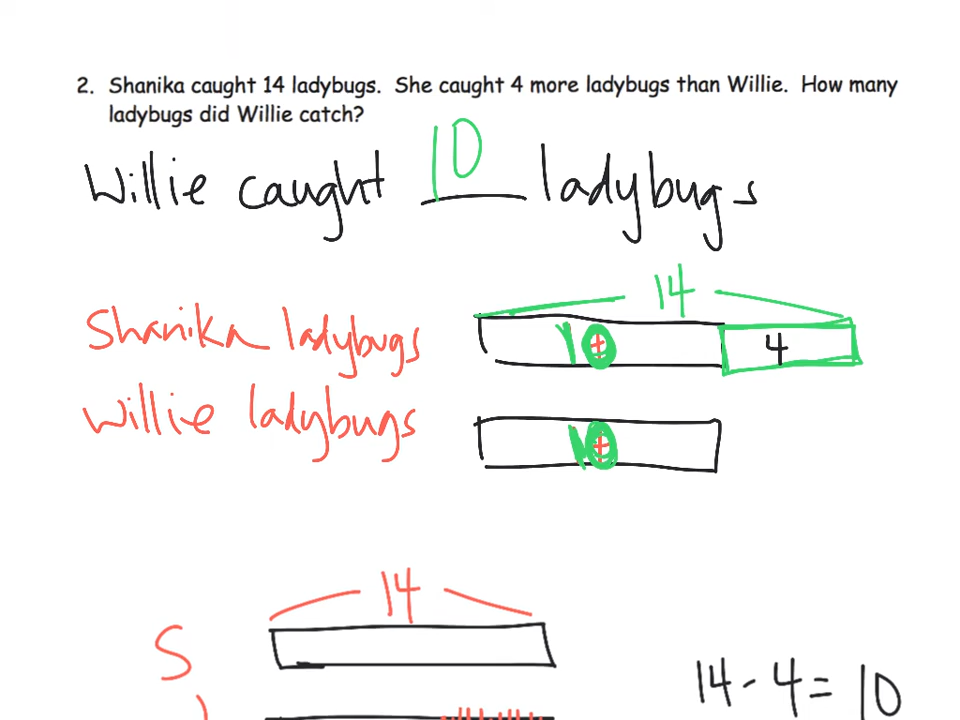 2. Shanika caught 14 ladybugs. She caught 4 more ladybugs than Willie. How many
ladybugs did Willie catch?
Willie caught 10 ladybugs
14
Shanika ladybugs 10 4
Willie ladybugs 10
14
S
14 - 4 = 10